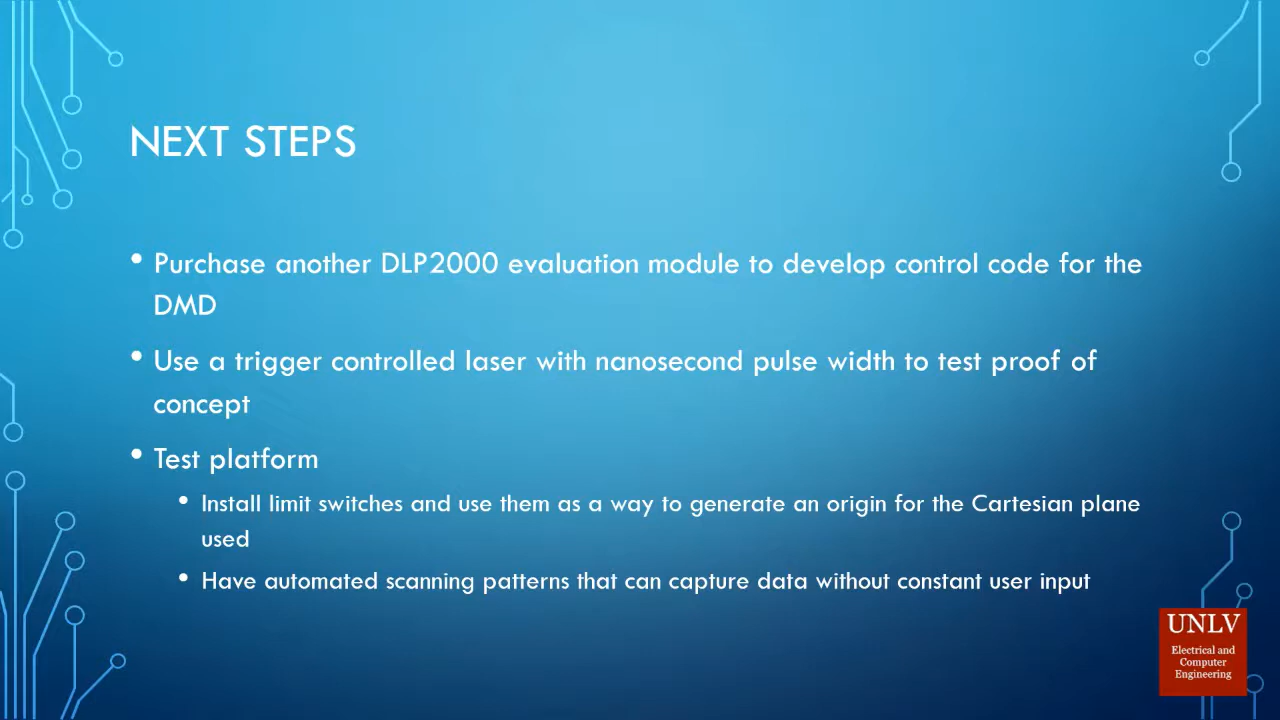 NEXT STEPS
• Purchase another DLP2000 evaluation module to develop control code for the
DMD
• Use a trigger controlled laser with nanosecond pulse width to test proof of
concept
• Test platform
• Install limit switches and use them as a way to generate an origin for the Cartesian plane
used
• Have automated scanning patterns that can capture data without constant user input
UNLV
Electrical and
Computer
Engineering